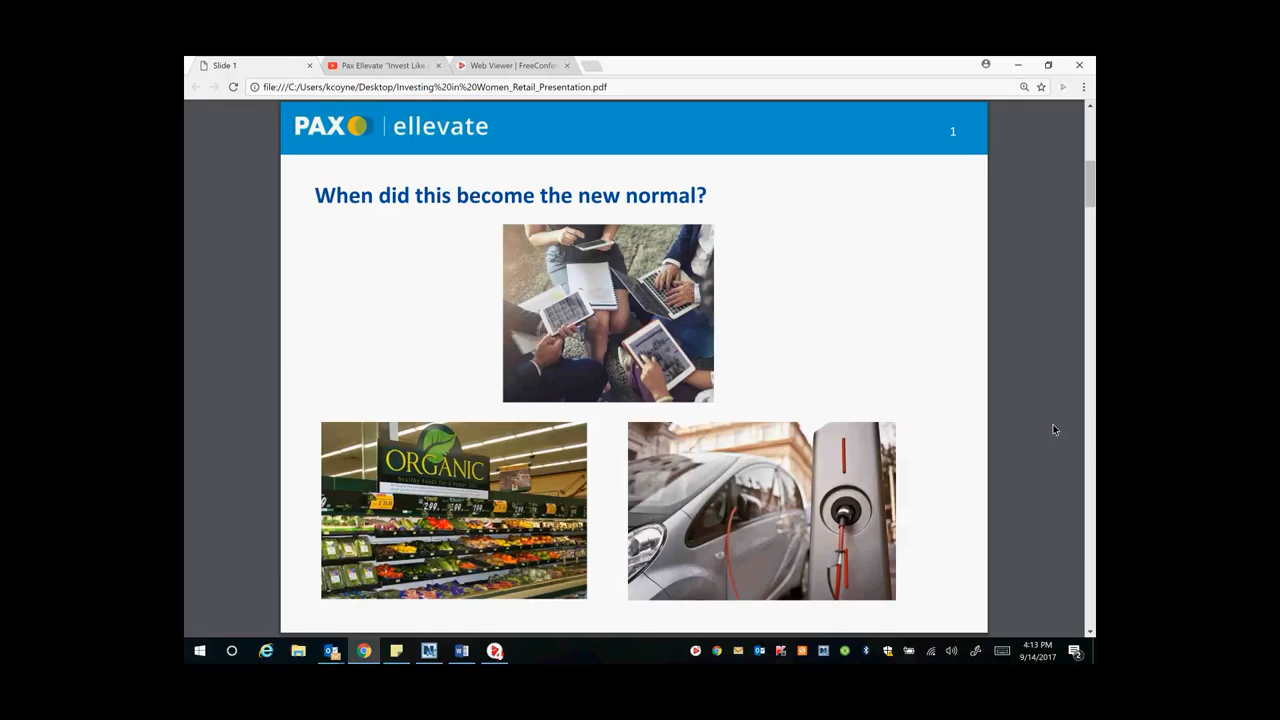 Slide 1
Pax Ellevate "Invest Like
Web Viewer | FreeConfe
file:///C:/Users/kcoyne/Desktop/Investing%20in%20Women_Retail_Presentation.pdf
PAX | ellevate
1
When did this become the new normal?
ORGANIC
4:13 PM
9/14/2017
2